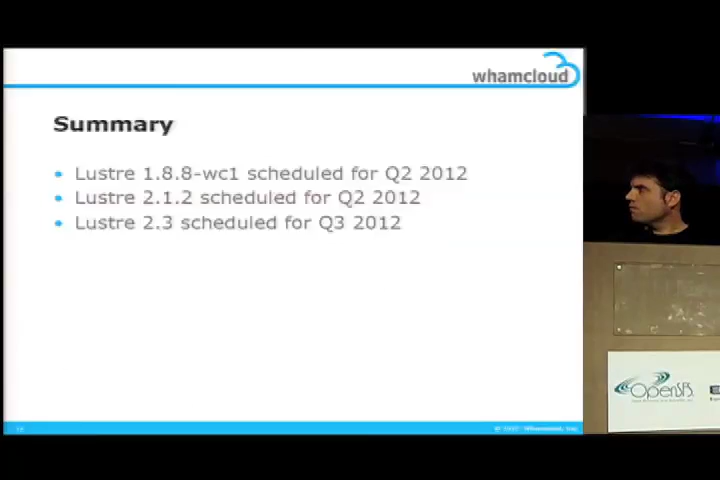 whamcloud
Summary
Lustre 1.8.8-wc1 scheduled for Q2 2012
Lustre 2.1.2 scheduled for Q2 2012
Lustre 2.3 scheduled for Q3 2012
OpenSFS